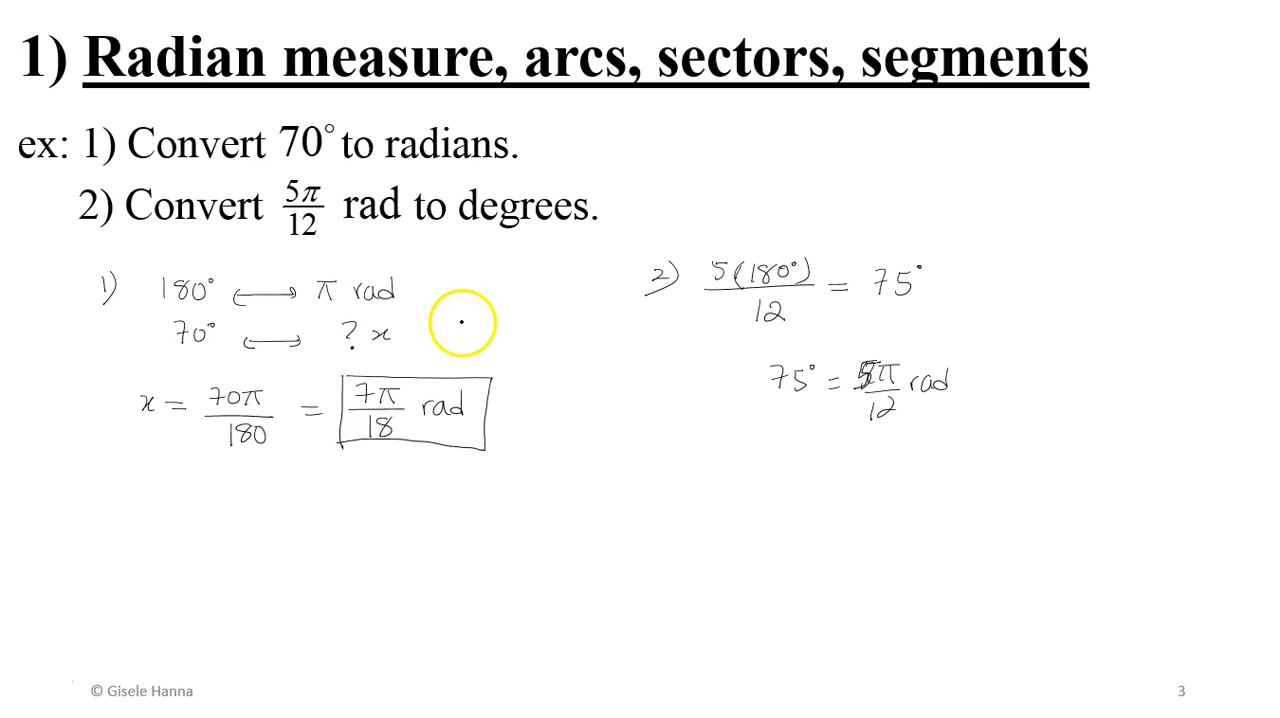 1) Radian measure, arcs, sectors, segments
ex: 1) Convert 70° to radians.
2) Convert 5π/12 rad to degrees.
1) 180° ⟷ π rad
70° ⟷ ? x
x = 70π/180 = 7π/18 rad
2) 5(180°)/12 = 75°
75° = 5π/12 rad
© Gisele Hanna
3